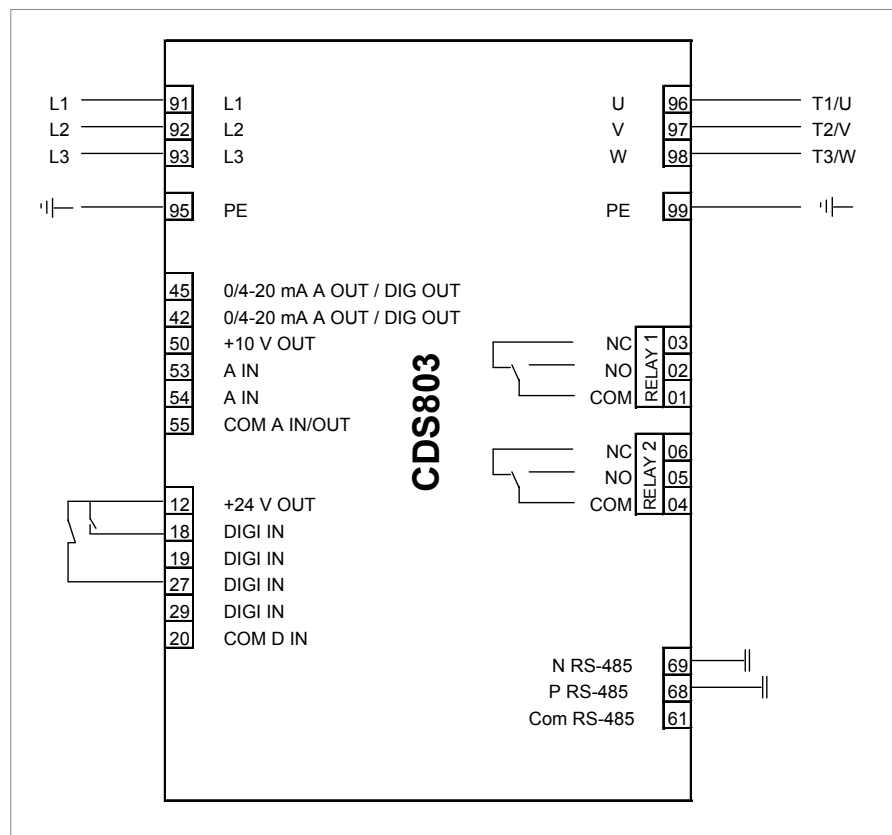 L1 91 L1 U 96 T1/U
L2 92 L2 V 97 T2/V
L3 93 L3 W 98 T3/W
95 PE PE 99
45 0/4-20 mA A OUT / DIG OUT
42 0/4-20 mA A OUT / DIG OUT
50 +10 V OUT
53 A IN
54 A IN
55 COM A IN/OUT
CDS803
NC 03
NO 02
COM 01
RELAY 1
NC 06
NO 05
COM 04
RELAY 2
12 +24 V OUT
18 DIGI IN
19 DIGI IN
27 DIGI IN
29 DIGI IN
20 COM D IN
N RS-485 69
P RS-485 68
Com RS-485 61